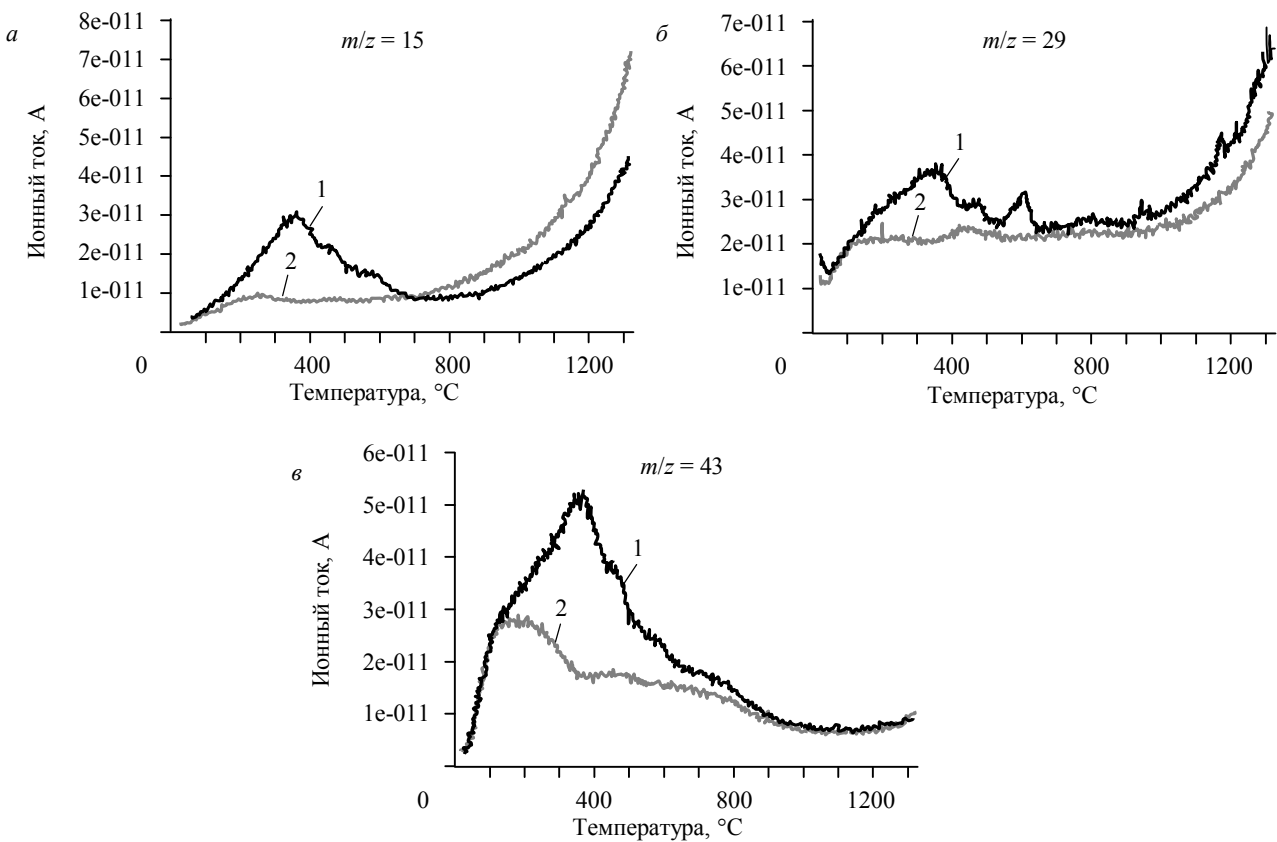 а
m/z = 15
8e-011
7e-011
6e-011
5e-011
4e-011
3e-011
2e-011
1e-011
Ионный ток, А
1
2
0
400
800
1200
Температура, °С
б
m/z = 29
7e-011
6e-011
5e-011
4e-011
3e-011
2e-011
1e-011
Ионный ток, А
1
2
0
400
800
1200
Температура, °С
в
m/z = 43
6e-011
5e-011
4e-011
3e-011
2e-011
1e-011
Ионный ток, А
1
2
0
400
800
1200
Температура, °С